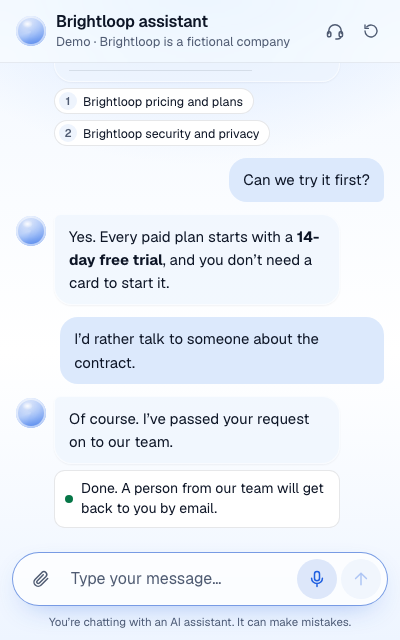 Brightloop assistant
Demo · Brightloop is a fictional company
1 Brightloop pricing and plans
2 Brightloop security and privacy
Can we try it first?
Yes. Every paid plan starts with a 14-
day free trial, and you don’t need a
card to start it.
I’d rather talk to someone about the
contract.
Of course. I’ve passed your request
on to our team.
Done. A person from our team will get
back to you by email.
Type your message…
You’re chatting with an AI assistant. It can make mistakes.